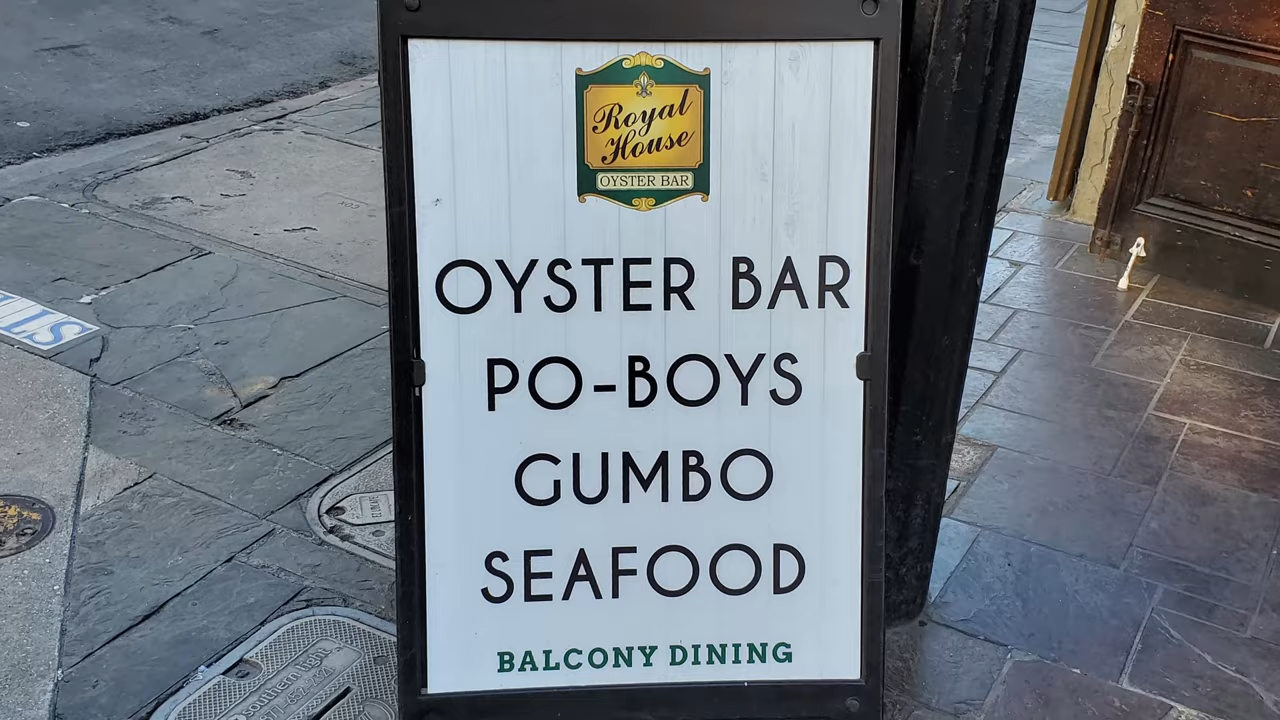 Royal
House
OYSTER BAR
OYSTER BAR
PO-BOYS
GUMBO
SEAFOOD
BALCONY DINING